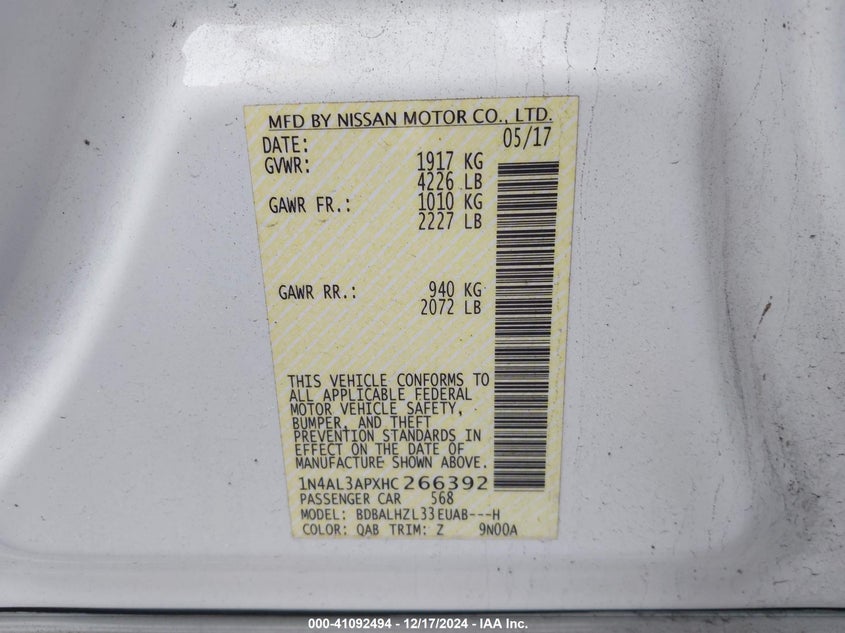 MFD BY NISSAN MOTOR CO., LTD.
DATE: 05/17
GVWR: 1917 KG
4226 LB
GAWR FR.: 1010 KG
2227 LB
GAWR RR.: 940 KG
2072 LB
THIS VEHICLE CONFORMS TO
ALL APPLICABLE FEDERAL
MOTOR VEHICLE SAFETY,
BUMPER, AND THEFT
PREVENTION STANDARDS IN
EFFECT ON THE DATE OF
MANUFACTURE SHOWN ABOVE.
1N4AL3APXHC266392
PASSENGER CAR 568
MODEL: BDBALHZL33EUAB---H
COLOR: QAB TRIM: Z 9N00A
000-41092494 - 12/17/2024 - IAA Inc.